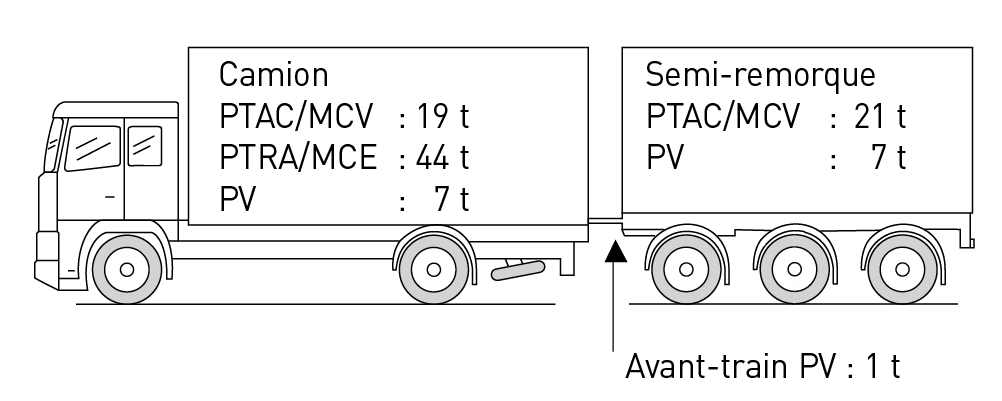 Camion
PTAC/MCV : 19 t
PTRA/MCE : 44 t
PV : 7 t
Semi-remorque
PTAC/MCV : 21 t
PV : 7 t
Avant-train PV : 1 t